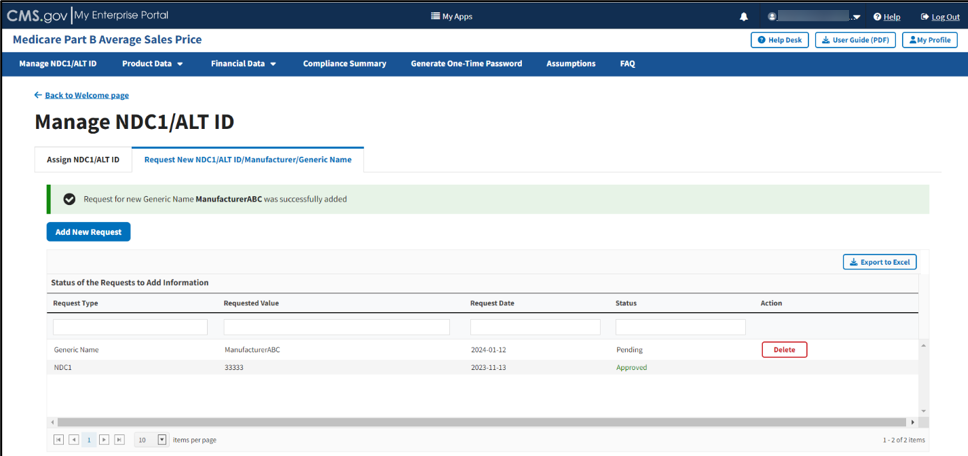 CMS.gov | My Enterprise Portal My Apps Help Log Out
Medicare Part B Average Sales Price Help Desk User Guide (PDF) My Profile
Manage NDC1/ALT ID Product Data Financial Data Compliance Summary Generate One-Time Password Assumptions FAQ
Back to Welcome page
Manage NDC1/ALT ID
Assign NDC1/ALT ID Request New NDC1/ALT ID/Manufacturer/Generic Name
Request for new Generic Name ManufacturerABC was successfully added
Add New Request
Export to Excel
Status of the Requests to Add Information
Request Type Requested Value Request Date Status Action
Generic Name ManufacturerABC 2024-01-12 Pending Delete
NDC1 33333 2023-11-13 Approved
1 10 items per page 1 - 2 of 2 items